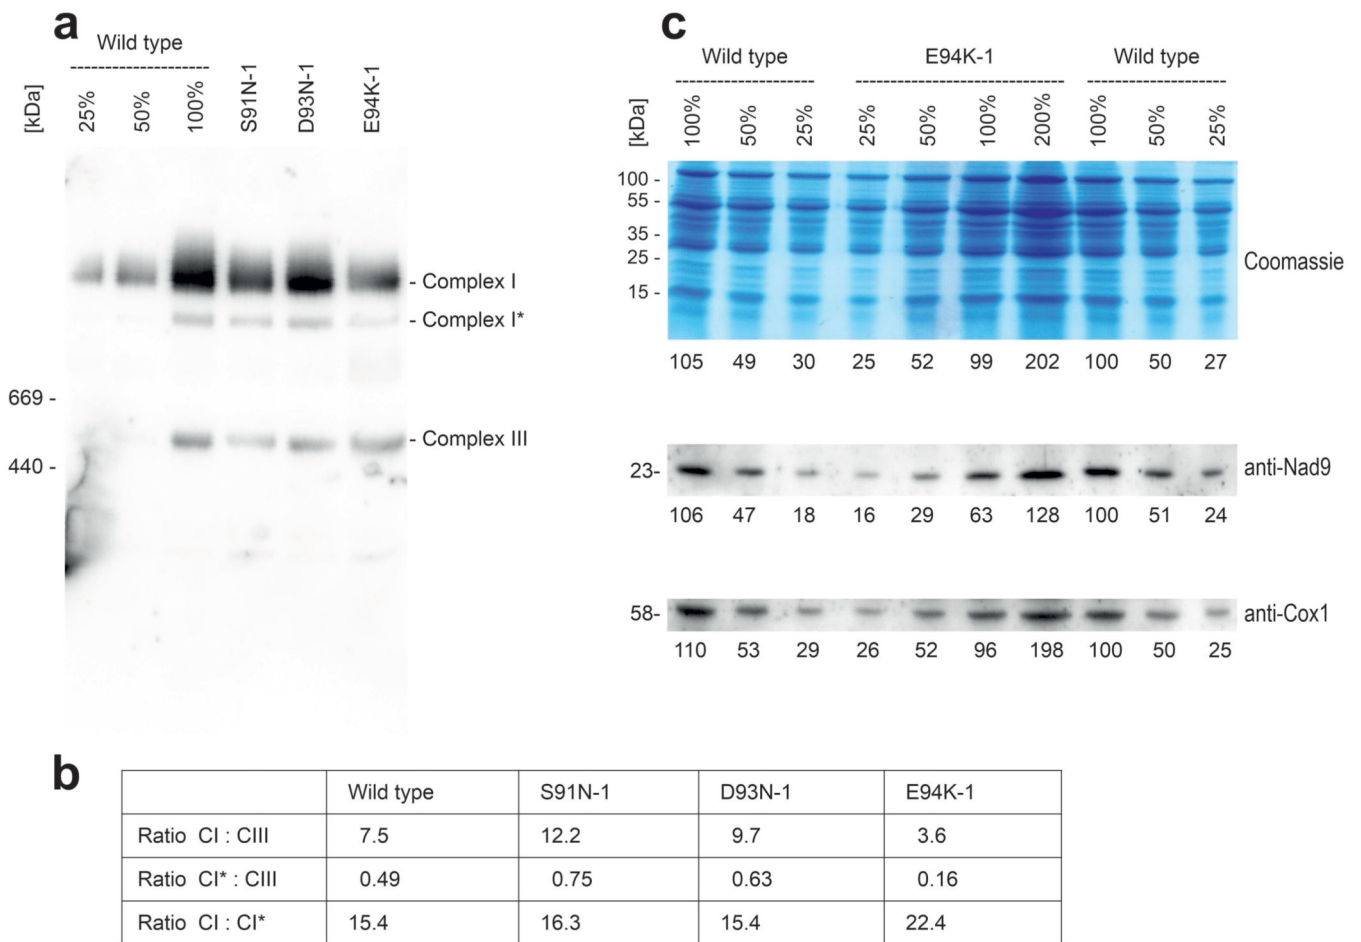 a
Wild type
[kDa]
25%
50%
100%
S91N-1
D93N-1
E94K-1
- Complex I
- Complex I*
669 -
- Complex III
440 -
c
Wild type E94K-1 Wild type
[kDa]
100%
50%
25%
25%
50%
100%
200%
100%
50%
25%
100 -
55 -
35 -
25 -
15 -
Coomassie
105 49 30 25 52 99 202 100 50 27
23- anti-Nad9
106 47 18 16 29 63 128 100 51 24
58- anti-Cox1
110 53 29 26 52 96 198 100 50 25
b
Wild type S91N-1 D93N-1 E94K-1
Ratio CI : CIII 7.5 12.2 9.7 3.6
Ratio CI* : CIII 0.49 0.75 0.63 0.16
Ratio CI : CI* 15.4 16.3 15.4 22.4